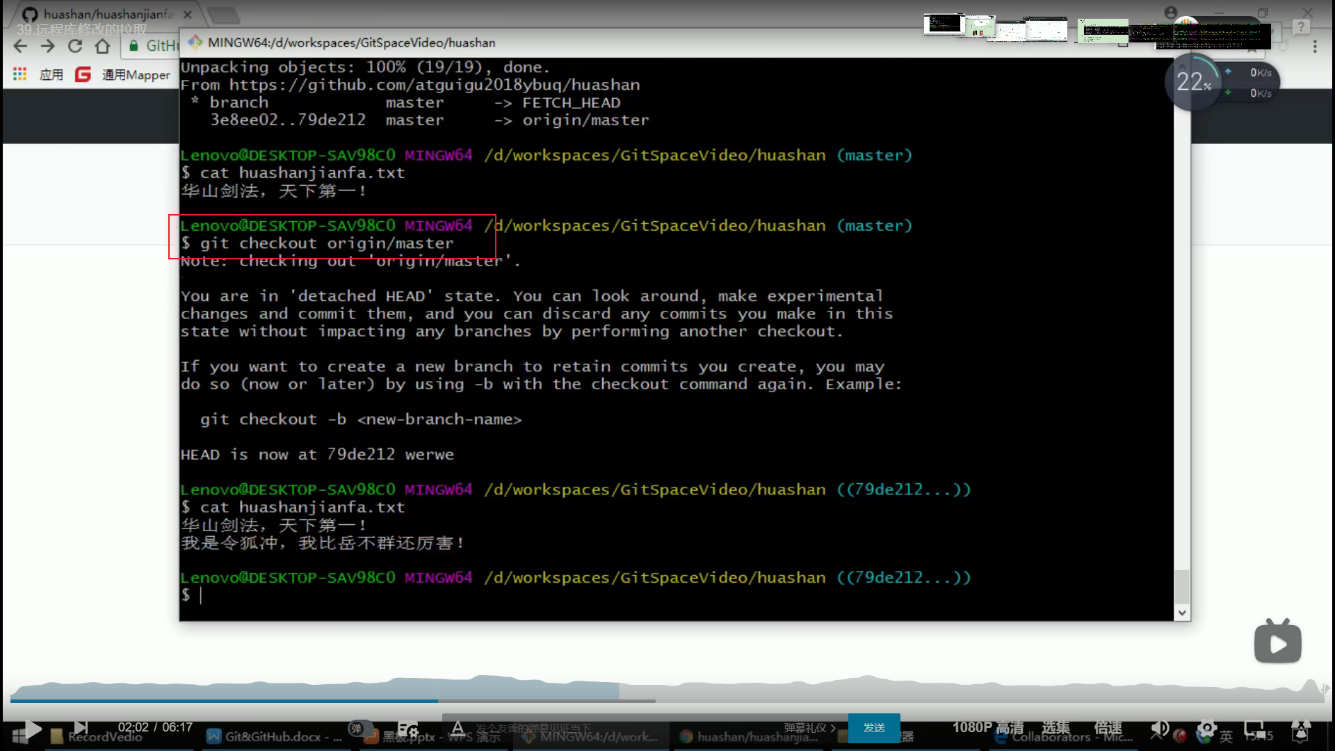 huashan/huashanjianfa
39.远程库修改的拉取
GitHu
MINGW64:/d/workspaces/GitSpaceVideo/huashan
应用
通用Mapper
Unpacking objects: 100% (19/19), done.
From https://github.com/atguigu2018ybuq/huashan
* branch master -> FETCH_HEAD
3e8ee02..79de212 master -> origin/master
Lenovo@DESKTOP-SAV98CO MINGW64 /d/workspaces/GitSpaceVideo/huashan (master)
$ cat huashanjianfa.txt
华山剑法，天下第一！
Lenovo@DESKTOP-SAV98CO MINGW64 /d/workspaces/GitSpaceVideo/huashan (master)
$ git checkout origin/master
Note: checking out 'origin/master'.
You are in 'detached HEAD' state. You can look around, make experimental
changes and commit them, and you can discard any commits you make in this
state without impacting any branches by performing another checkout.
If you want to create a new branch to retain commits you create, you may
do so (now or later) by using -b with the checkout command again. Example:
git checkout -b <new-branch-name>
HEAD is now at 79de212 werwe
Lenovo@DESKTOP-SAV98CO MINGW64 /d/workspaces/GitSpaceVideo/huashan ((79de212...))
$ cat huashanjianfa.txt
华山剑法，天下第一！
我是令狐冲，我比岳不群还厉害！
Lenovo@DESKTOP-SAV98CO MINGW64 /d/workspaces/GitSpaceVideo/huashan ((79de212...))
$
22%
0K/s
0K/s
02:02 / 06:17
弹
发个友善的弹幕见证当下
弹幕礼仪 >
发送
1080P 高清
选集
倍速
RecordVedio
Git&GitHub.docx - ...
黑板.pptx - WPS 演示
MINGW64:/d/work...
huashan/huashanjia...
Collaborators - Mic...
英